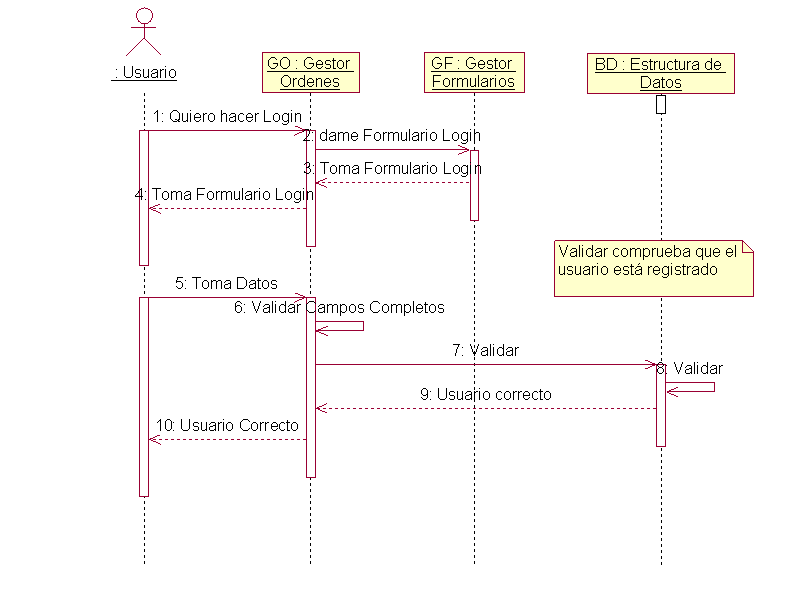 : Usuario
GO : Gestor
Ordenes
GF : Gestor
Formularios
BD : Estructura de
Datos
1: Quiero hacer Login
2: dame Formulario Login
3: Toma Formulario Login
4: Toma Formulario Login
Validar comprueba que el
usuario está registrado
5: Toma Datos
6: Validar Campos Completos
7: Validar
8: Validar
9: Usuario correcto
10: Usuario Correcto